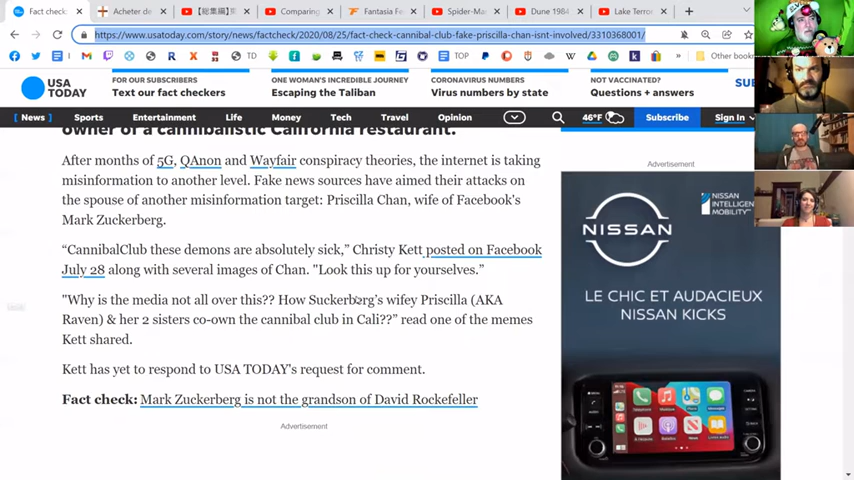 Fact check:
Acheter de
【総集編】
Comparing
Fantasia Fe
Spider-Ma
Dune 1984
Lake Terro
https://www.usatoday.com/story/news/factcheck/2020/08/25/fact-check-cannibal-club-fake-priscilla-chan-isnt-involved/3310368001/
TD
TOP
Other book
USA TODAY
FOR OUR SUBSCRIBERS
Text our fact checkers
ONE WOMAN'S INCREDIBLE JOURNEY
Escaping the Taliban
CORONAVIRUS NUMBERS
Virus numbers by state
NOT VACCINATED?
Questions + answers
SUB
[ News ] Sports Entertainment Life Money Tech Travel Opinion 46°F Subscribe Sign In
owner of a cannibalistic California restaurant.
After months of 5G, QAnon and Wayfair conspiracy theories, the internet is taking
misinformation to another level. Fake news sources have aimed their attacks on
the spouse of another misinformation target: Priscilla Chan, wife of Facebook's
Mark Zuckerberg.
“CannibalClub these demons are absolutely sick,” Christy Kett posted on Facebook
July 28 along with several images of Chan. "Look this up for yourselves.”
"Why is the media not all over this?? How Suckerberg’s wifey Priscilla (AKA
Raven) & her 2 sisters co-own the cannibal club in Cali??” read one of the memes
Kett shared.
Kett has yet to respond to USA TODAY’s request for comment.
Fact check: Mark Zuckerberg is not the grandson of David Rockefeller
Advertisement
Advertisement
NISSAN
NISSAN
INTELLIGENT
MOBILITY
LE CHIC ET AUDACIEUX
NISSAN KICKS